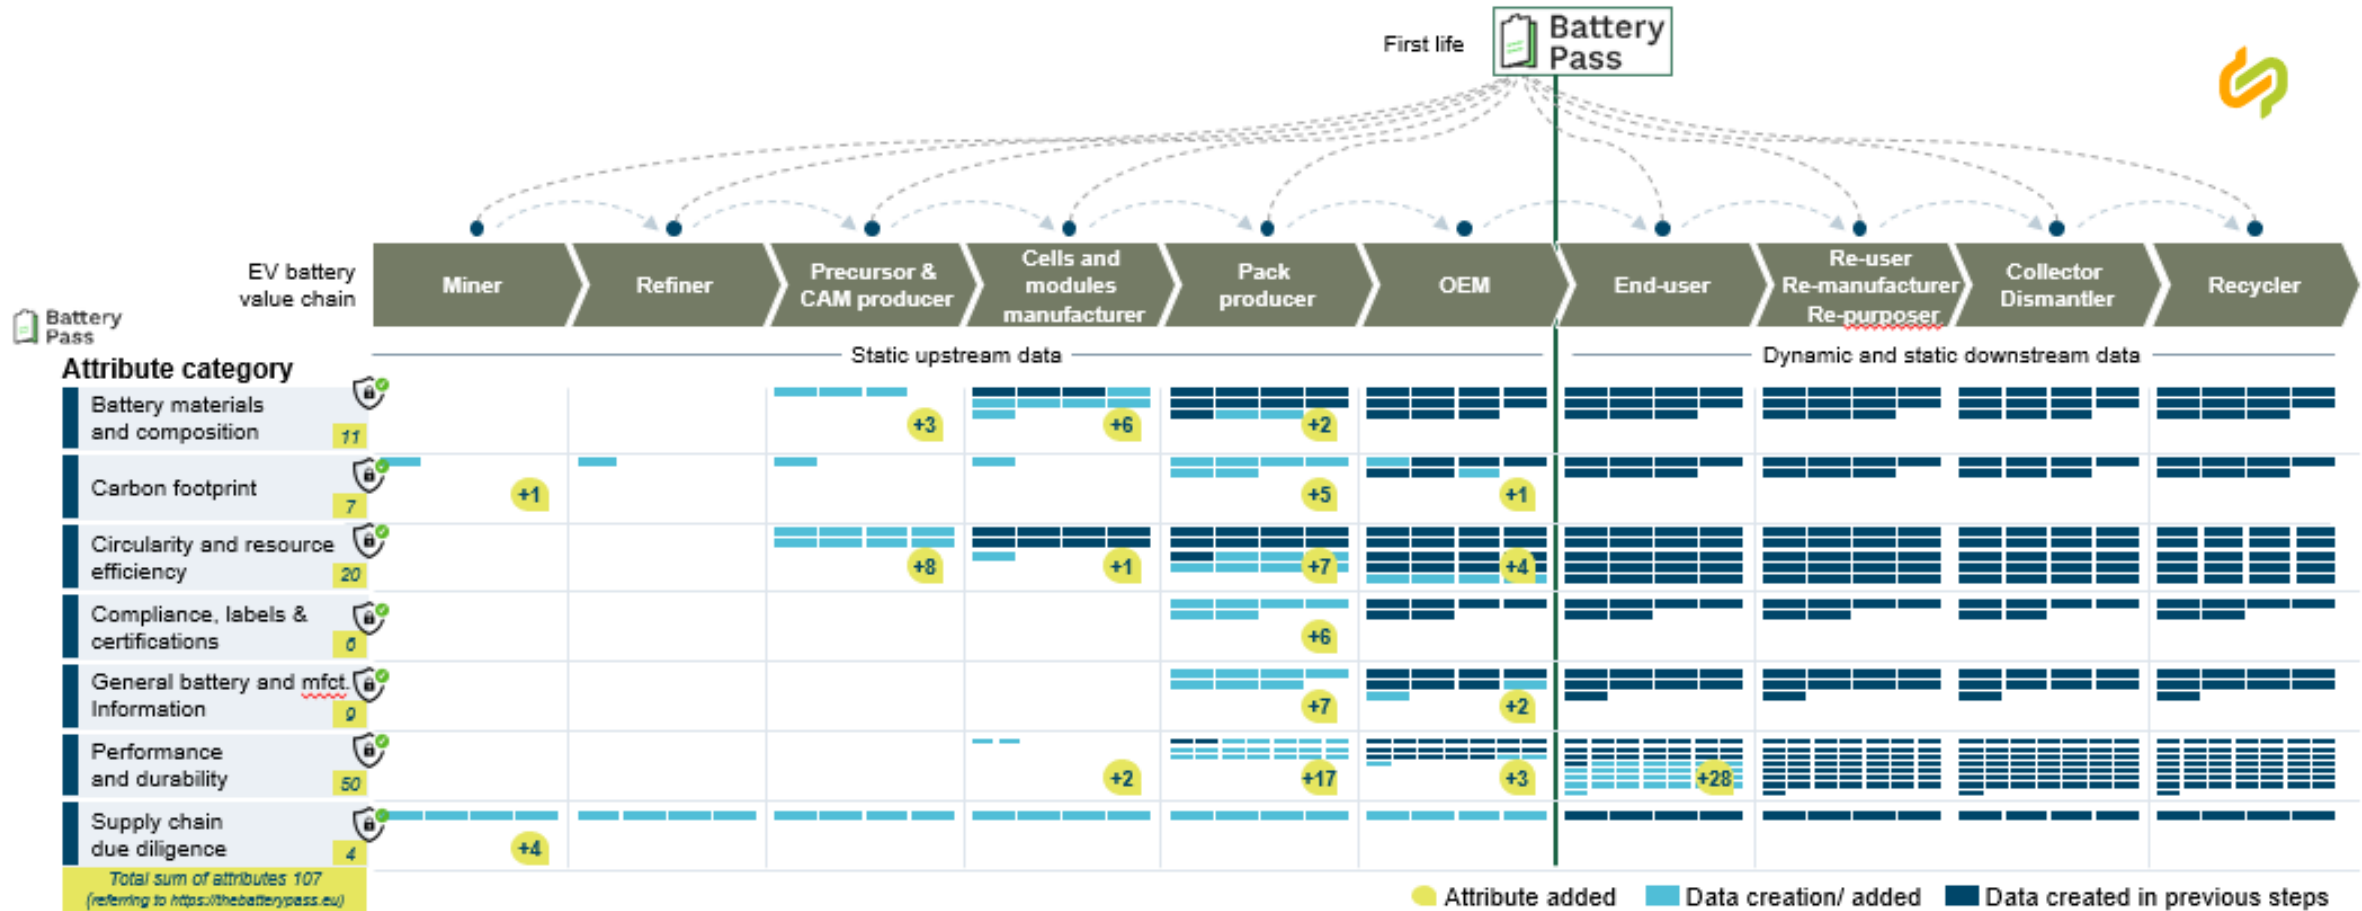 First life
Battery
Pass
EV battery
value chain
Miner
Refiner
Precursor &
CAM producer
Cells and
modules
manufacturer
Pack
producer
OEM
End-user
Re-user
Re-manufacturer
Re-purposer
Collector
Dismantler
Recycler
Battery
Pass
Static upstream data
Dynamic and static downstream data
Attribute category
Battery materials
and composition
11
+3
+6
+2
Carbon footprint
7
+1
+5
+1
Circularity and resource
efficiency
20
+8
+1
+7
+4
Compliance, labels &
certifications
6
+6
General battery and mfct.
Information
9
+7
+2
Performance
and durability
50
+2
+17
+3
+28
Supply chain
due diligence
4
+4
Total sum of attributes 107
(referring to https://thebatterypass.eu)
Attribute added
Data creation/ added
Data created in previous steps